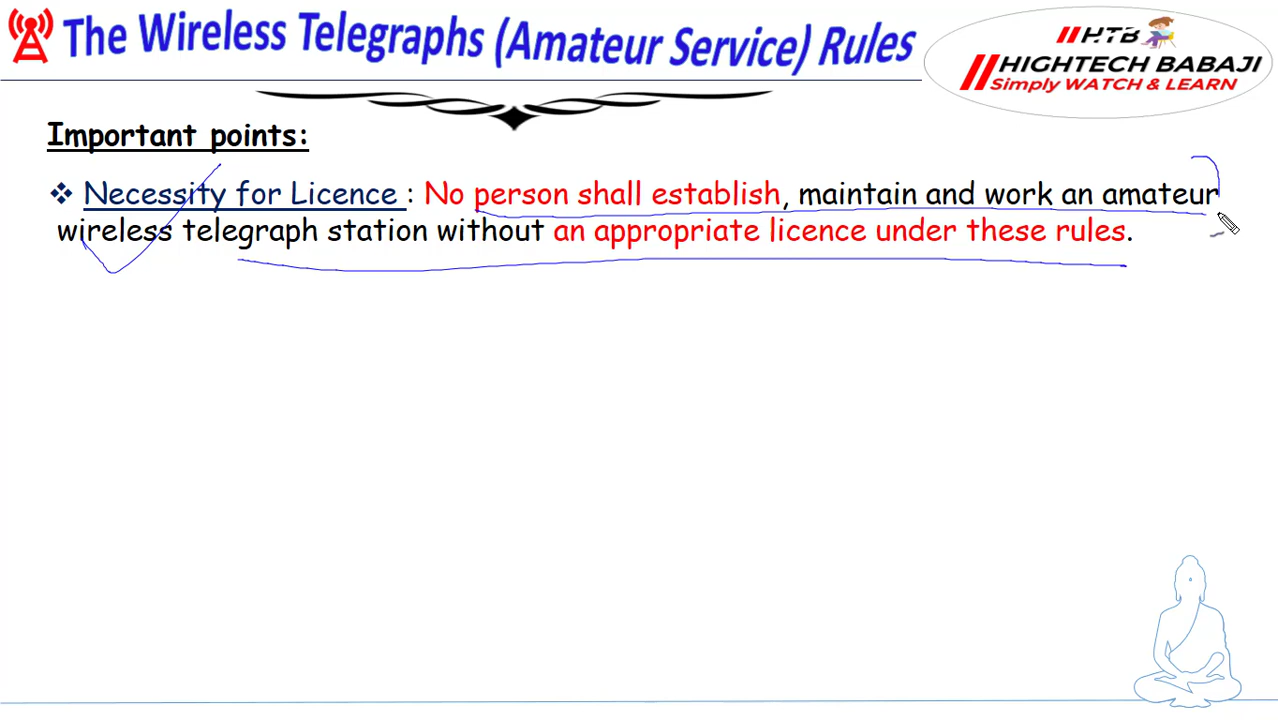 The Wireless Telegraphs (Amateur Service) Rules
HTB
HIGHTECH BABAJI
Simply WATCH & LEARN
Important points:
❖ Necessity for Licence : No person shall establish, maintain and work an amateur
wireless telegraph station without an appropriate licence under these rules.